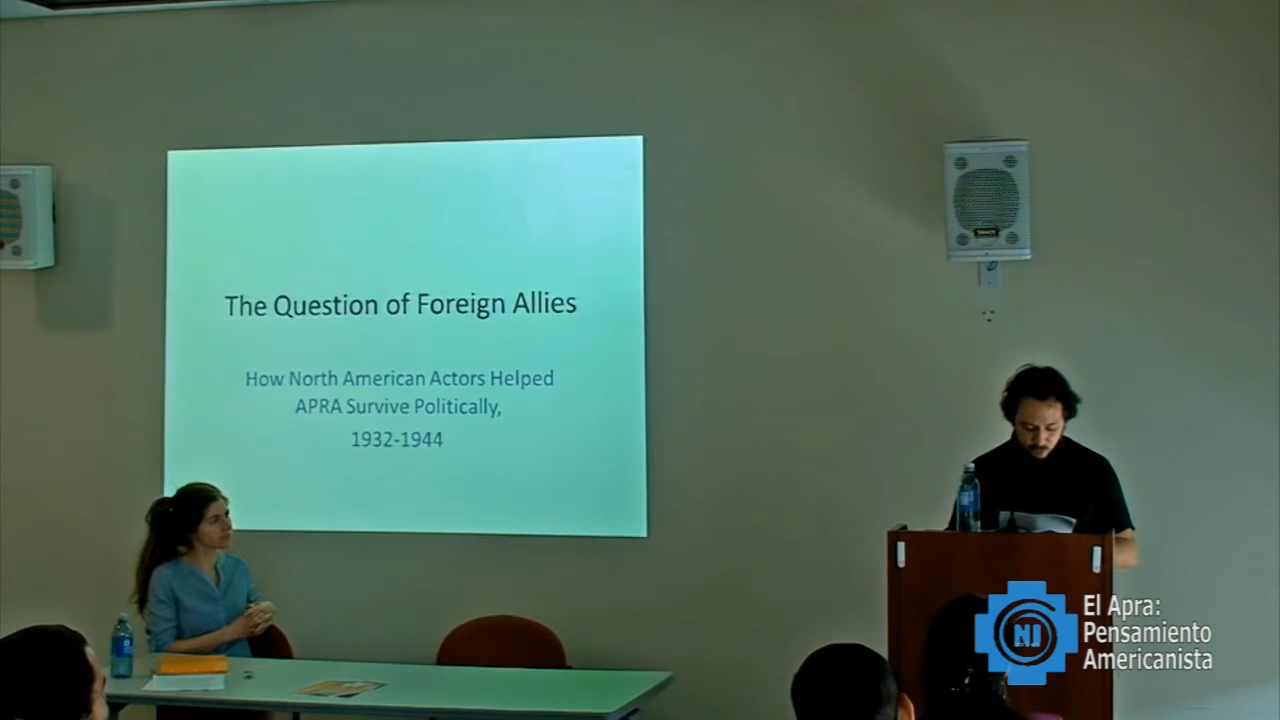 The Question of Foreign Allies
How North American Actors Helped
APRA Survive Politically,
1932-1944
NJ
El Apra:
Pensamiento
Americanista